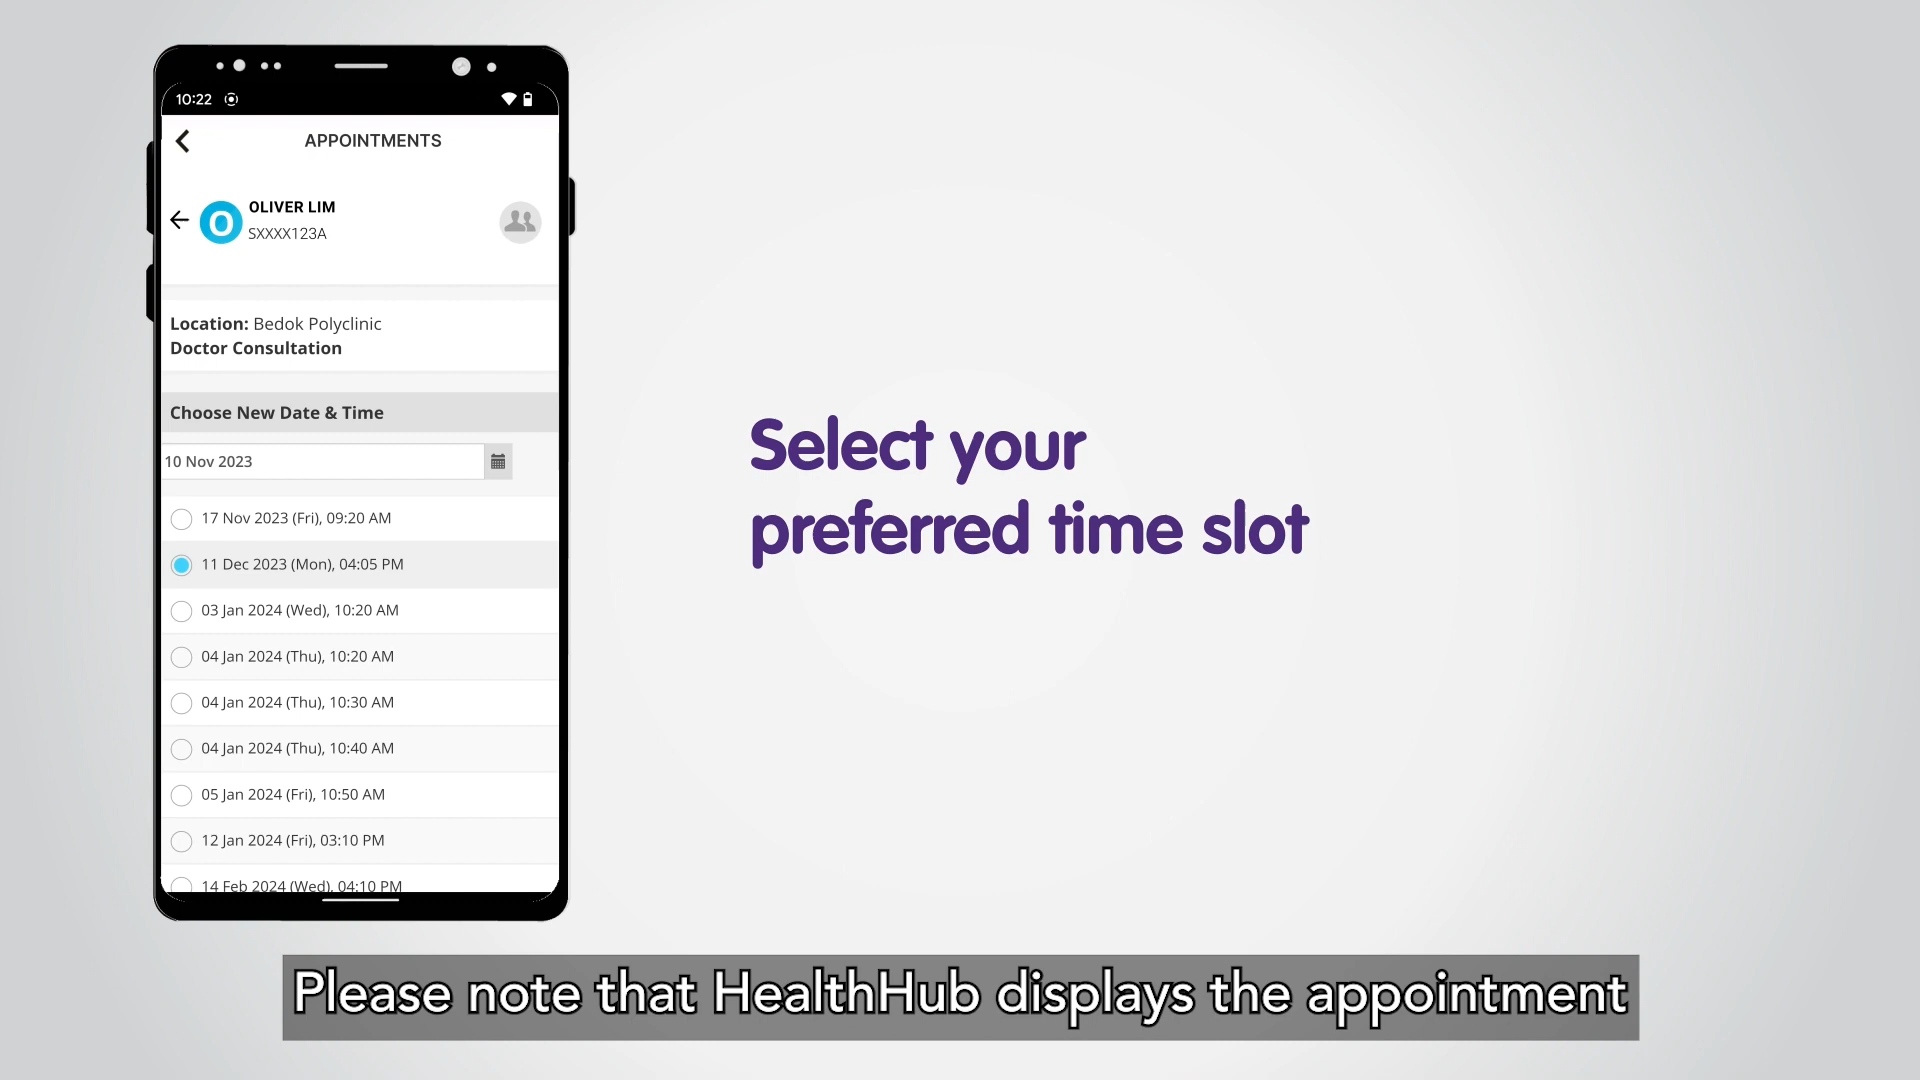 10:22
APPOINTMENTS
O
OLIVER LIM
SXXXX123A
Location: Bedok Polyclinic
Doctor Consultation
Choose New Date & Time
10 Nov 2023
17 Nov 2023 (Fri), 09:20 AM
11 Dec 2023 (Mon), 04:05 PM
03 Jan 2024 (Wed), 10:20 AM
04 Jan 2024 (Thu), 10:20 AM
04 Jan 2024 (Thu), 10:30 AM
04 Jan 2024 (Thu), 10:40 AM
05 Jan 2024 (Fri), 10:50 AM
12 Jan 2024 (Fri), 03:10 PM
14 Feb 2024 (Wed), 04:10 PM
Select your
preferred time slot
Please note that HealthHub displays the appointment